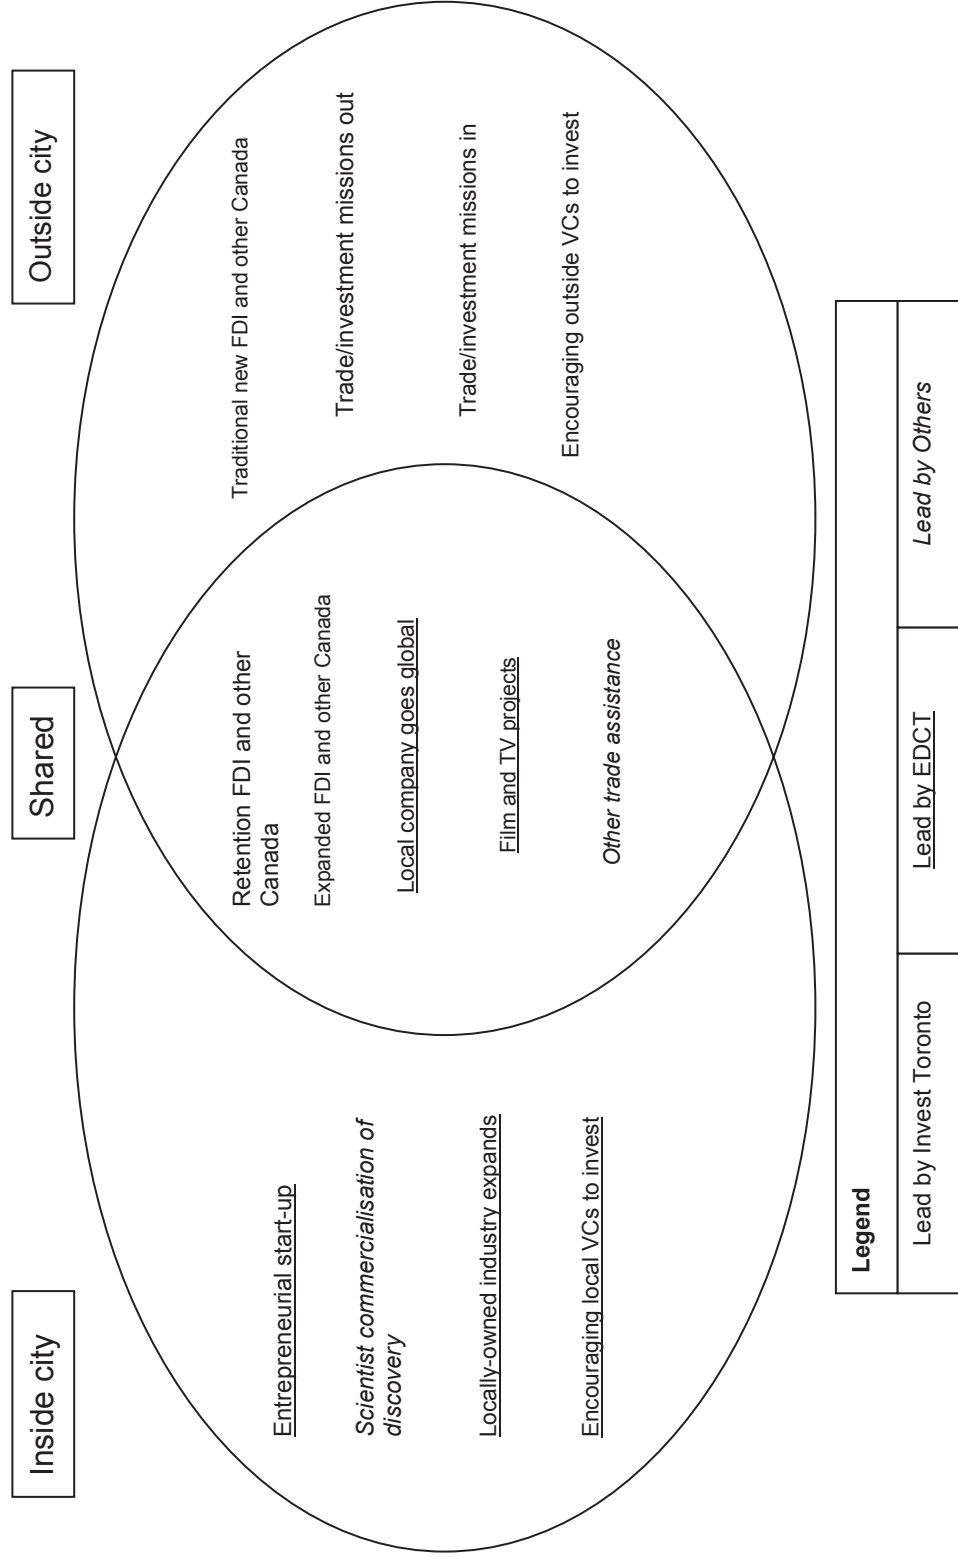 Inside city
Shared
Outside city
Entrepreneurial start-up
Scientist commercialisation of
discovery
Locally-owned industry expands
Encouraging local VCs to invest
Retention FDI and other
Canada
Expanded FDI and other Canada
Local company goes global
Film and TV projects
Other trade assistance
Traditional new FDI and other Canada
Trade/investment missions out
Trade/investment missions in
Encouraging outside VCs to invest
Legend
Lead by Invest Toronto
Lead by EDCT
Lead by Others